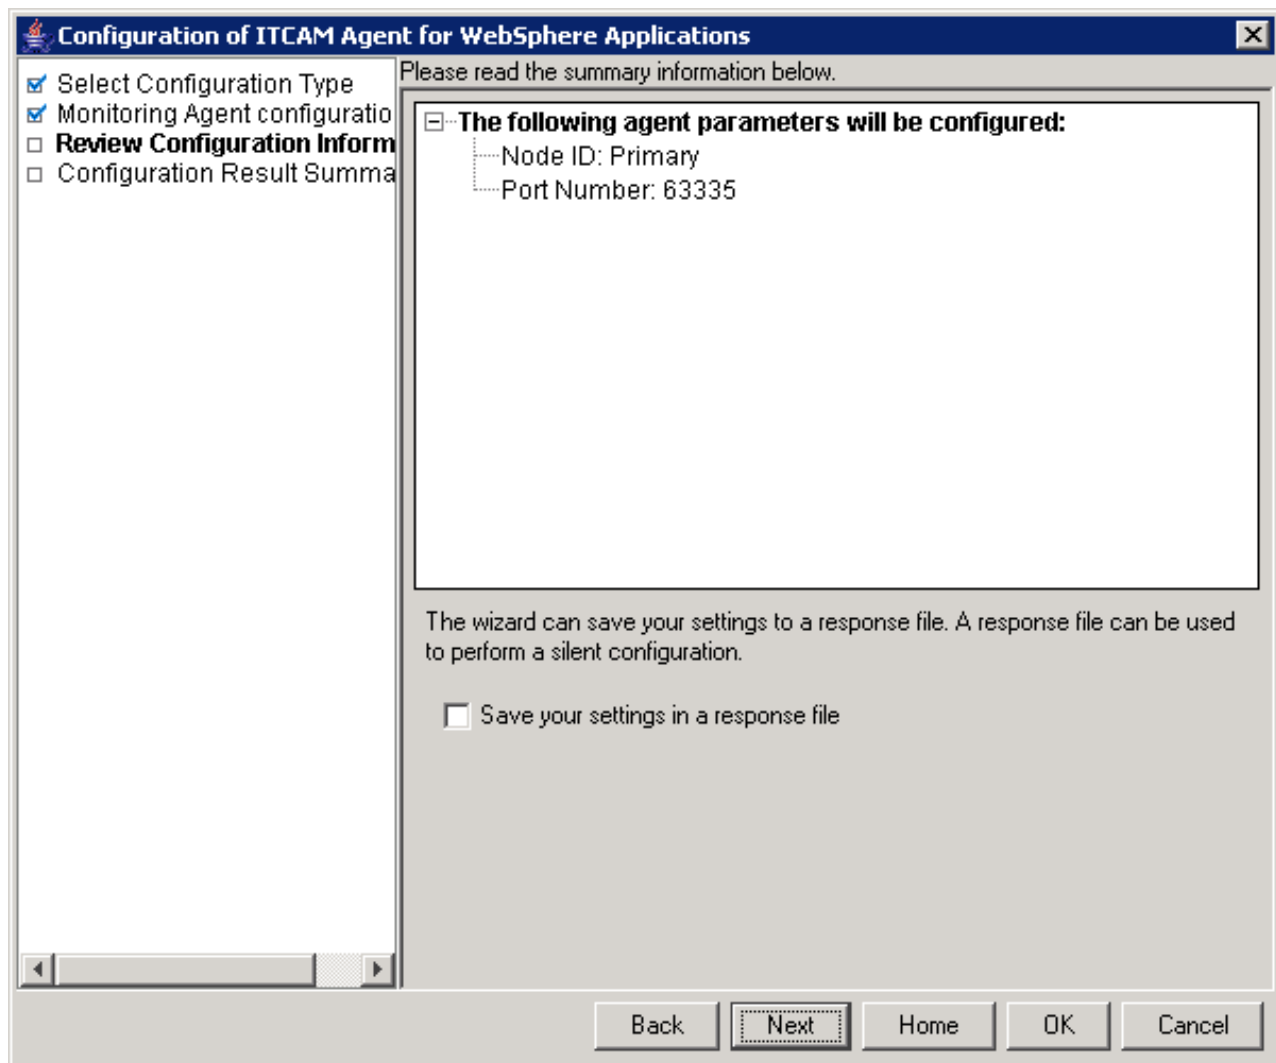 Configuration of ITCAM Agent for WebSphere Applications
Select Configuration Type
Monitoring Agent configuratio
Review Configuration Inform
Configuration Result Summa
Please read the summary information below.
The following agent parameters will be configured:
Node ID: Primary
Port Number: 63335
The wizard can save your settings to a response file. A response file can be used
to perform a silent configuration.
Save your settings in a response file
Back
Next
Home
OK
Cancel